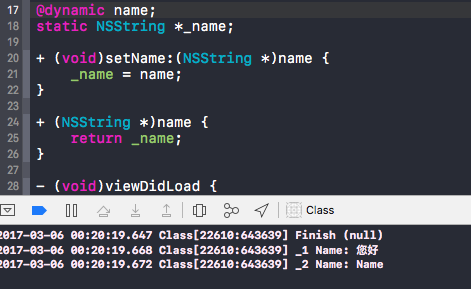 17 @dynamic name;
18 static NSString *_name;
19
20 + (void)setName:(NSString *)name {
21     _name = name;
22 }
23
24 + (NSString *)name {
25     return _name;
26 }
27
28 - (void)viewDidLoad {
Class
2017-03-06 00:20:19.647 Class[22610:643639] Finish (null)
2017-03-06 00:20:19.668 Class[22610:643639] _1 Name: 您好
2017-03-06 00:20:19.672 Class[22610:643639] _2 Name: Name